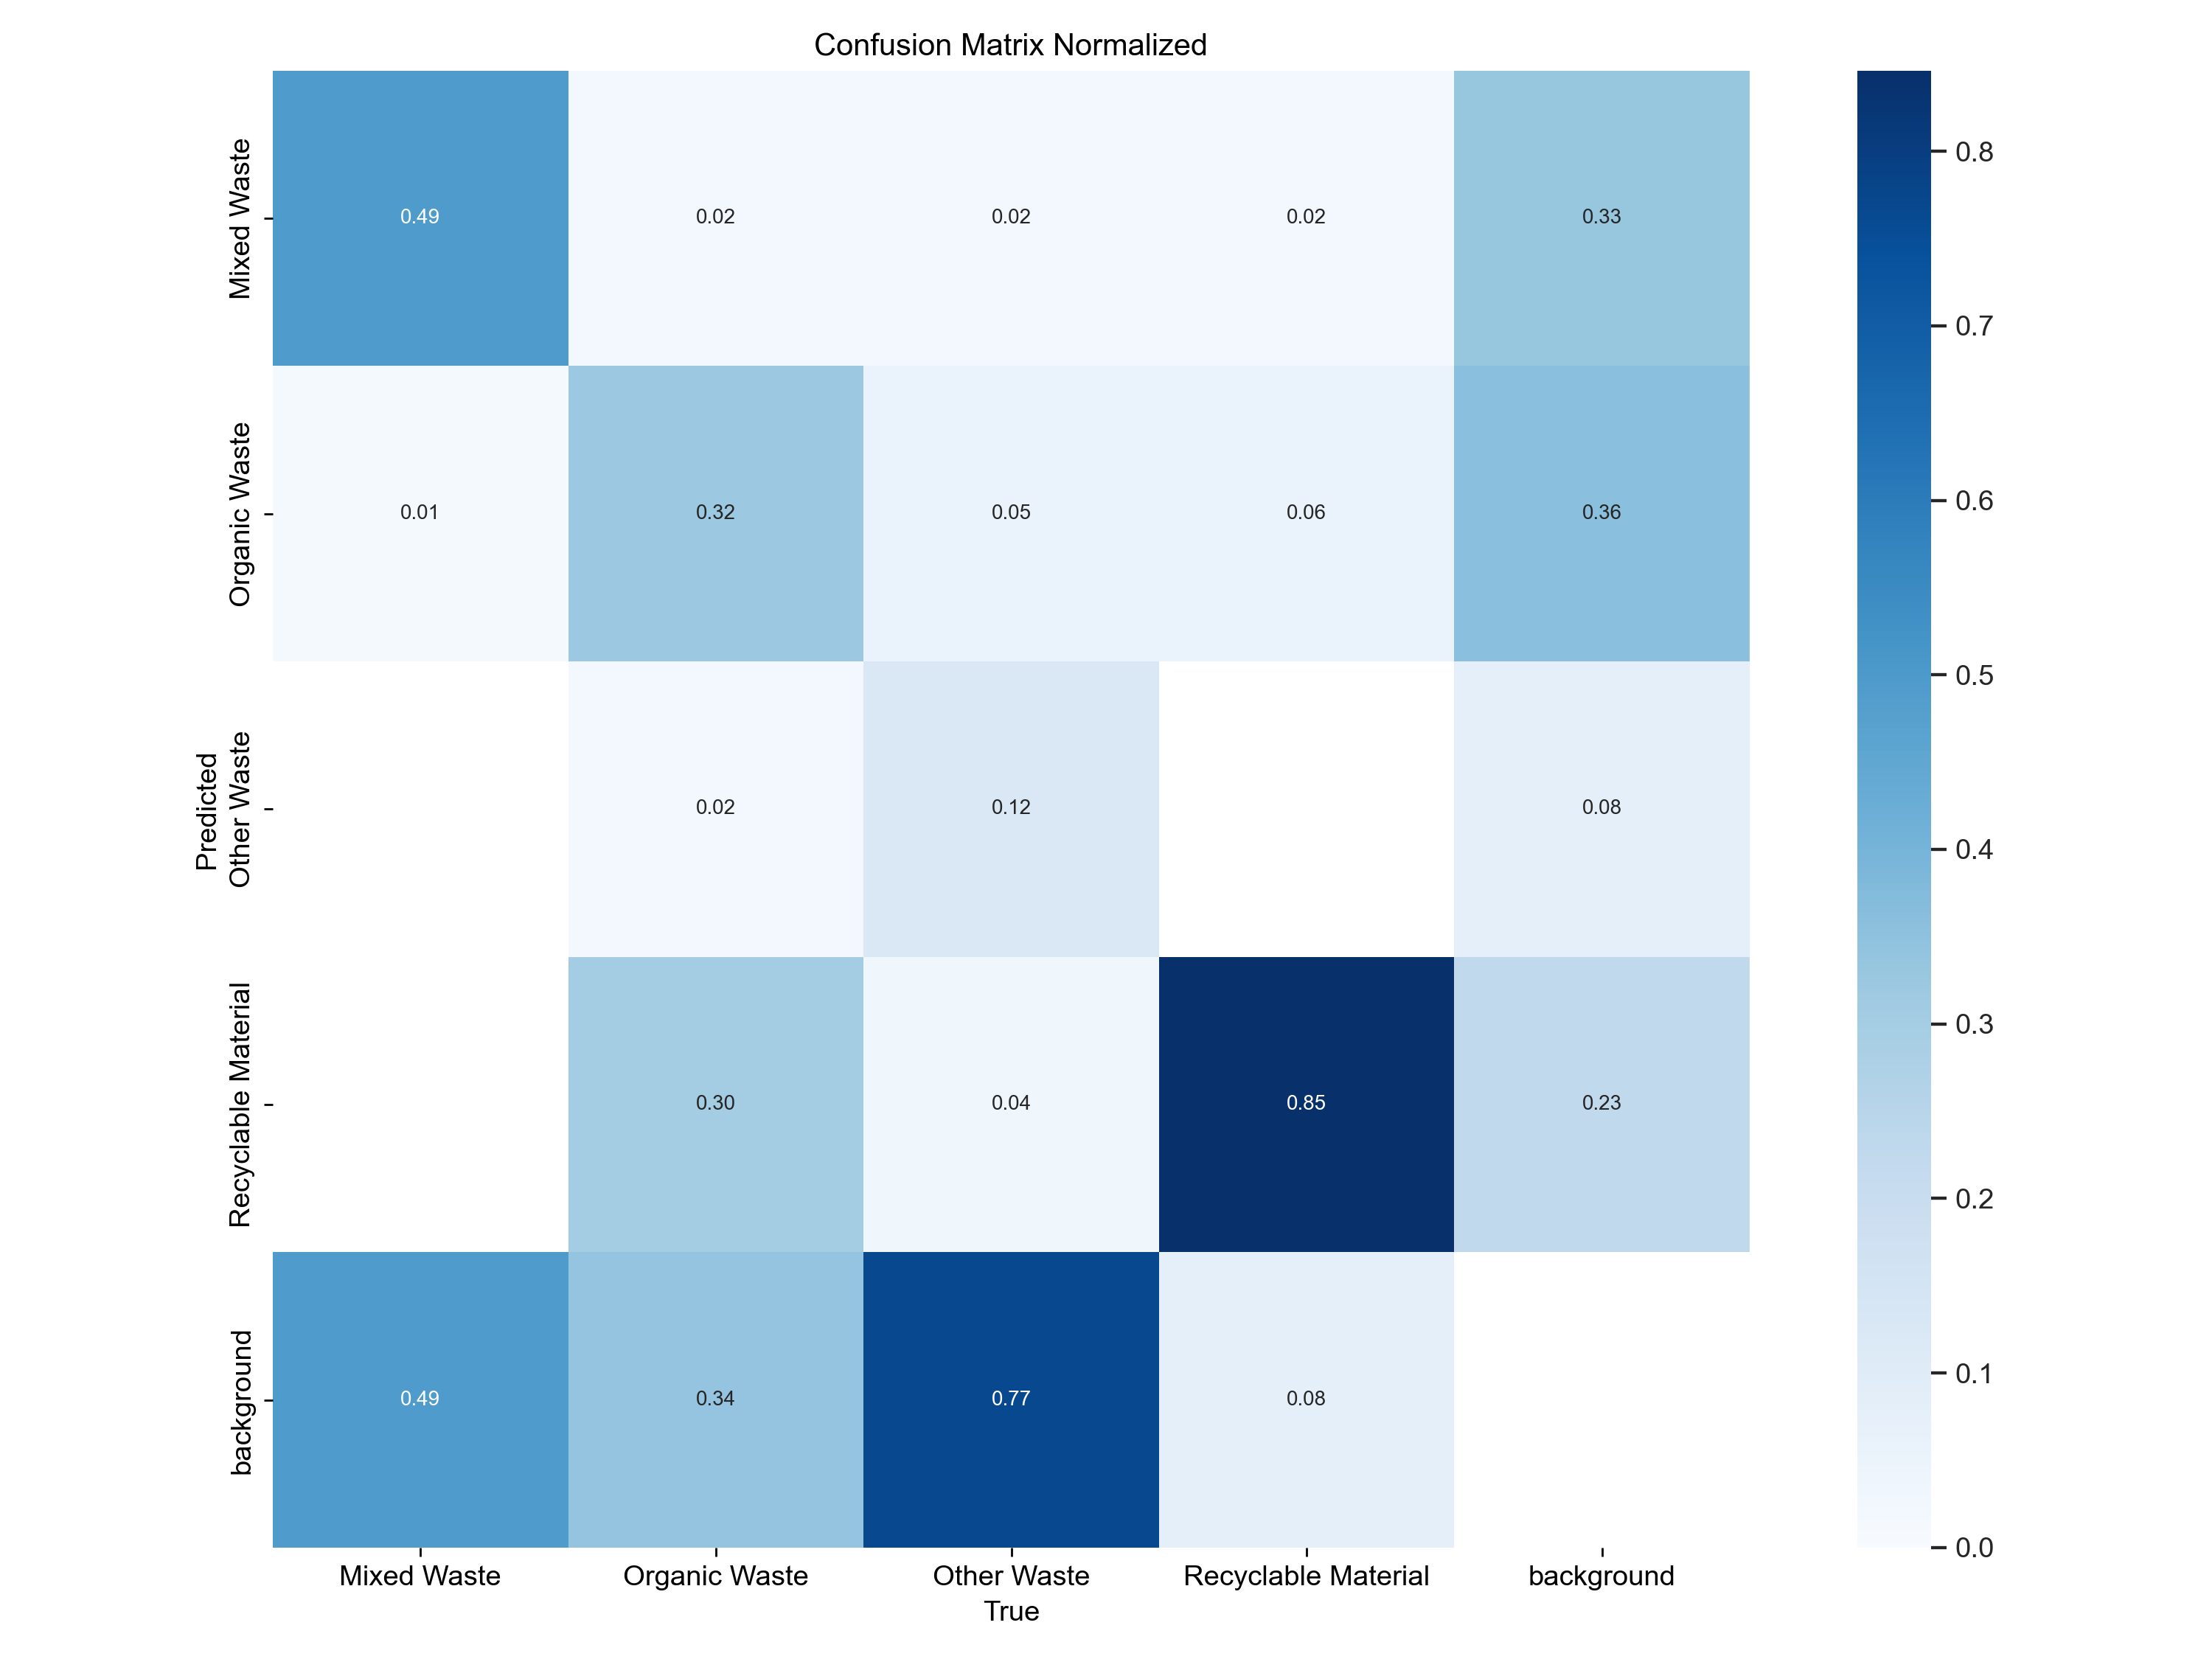 Confusion Matrix Normalized
Predicted
Mixed Waste
0.49 0.02 0.02 0.02 0.33
Organic Waste
0.01 0.32 0.05 0.06 0.36
Other Waste
0.02 0.12 0.08
Recyclable Material
0.30 0.04 0.85 0.23
background
0.49 0.34 0.77 0.08
Mixed Waste Organic Waste Other Waste Recyclable Material background
True
0.8
0.7
0.6
0.5
0.4
0.3
0.2
0.1
0.0